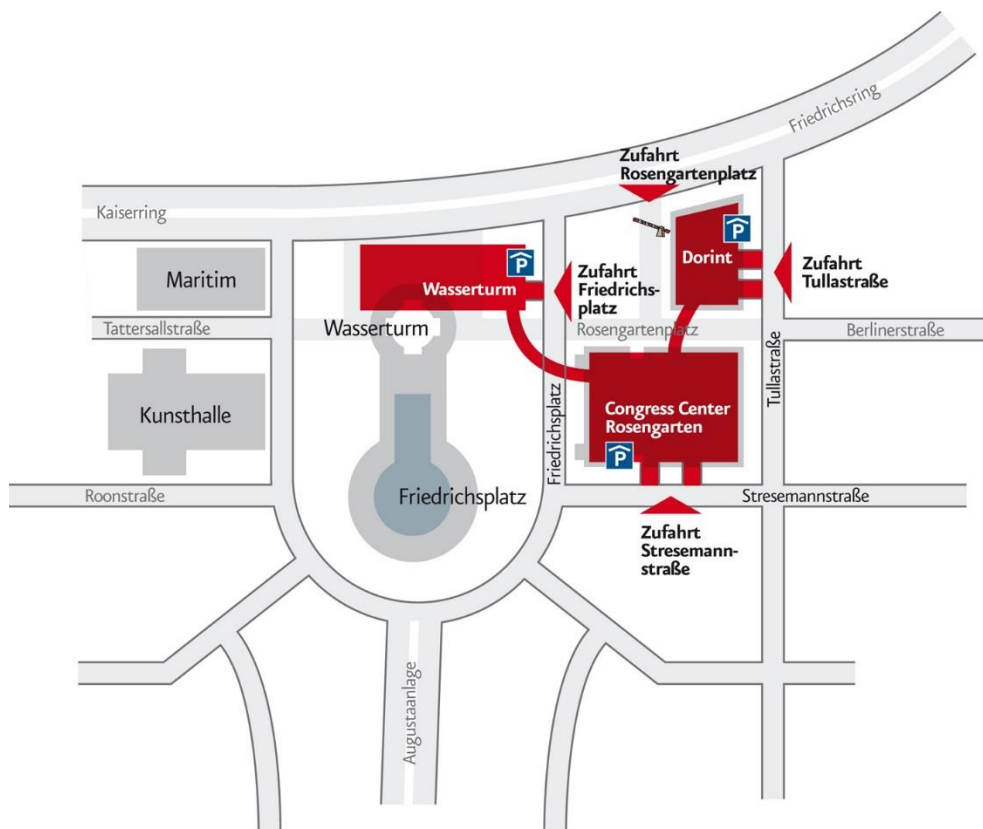 Friedrichsring
Zufahrt
Rosengartenplatz
Kaiserring
P
Dorint
Maritim
P
Wasserturm
Zufahrt
Friedrichs-
platz
Zufahrt
Tullastraße
Tattersallstraße
Wasserturm
Rosengartenplatz
Berlinerstraße
Tullastraße
Friedrichsplatz
Kunsthalle
Congress Center
Rosengarten
P
Roonstraße
Friedrichsplatz
Stresemannstraße
Zufahrt
Stresemann-
straße
Augustaanlage